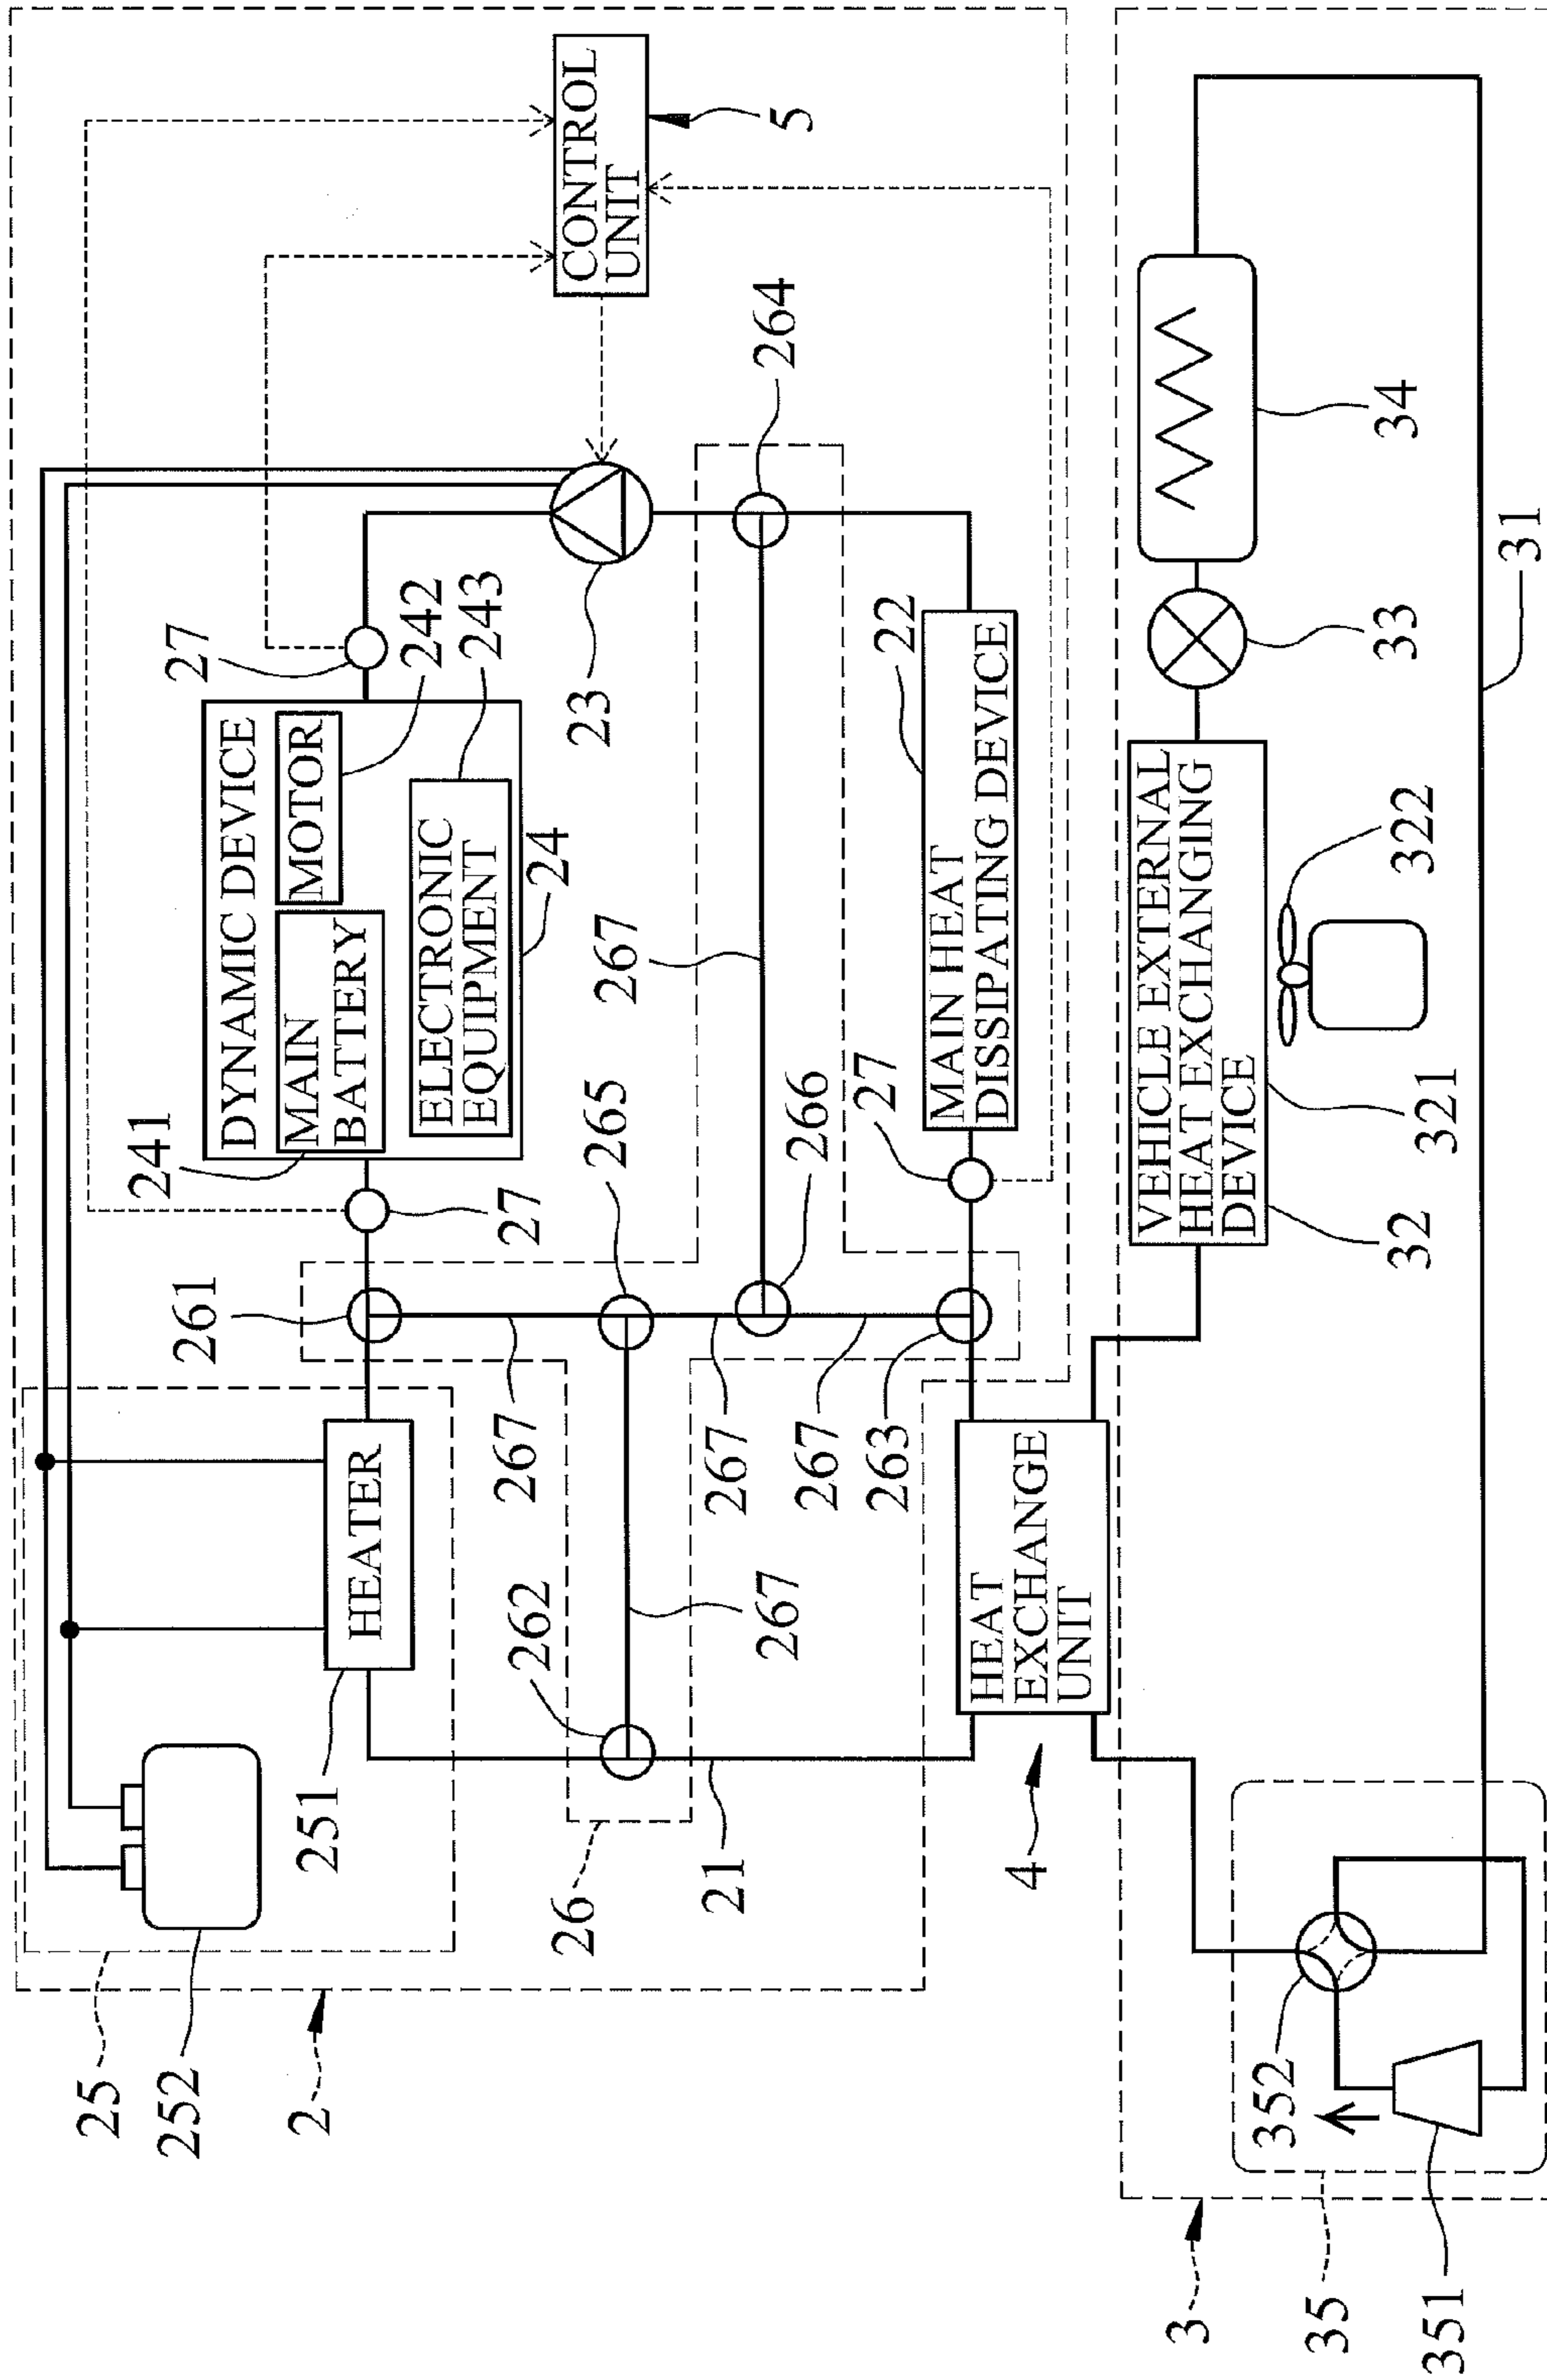 25
252
2
HEATER
251
262
267
26
21
4
HEAT
EXCHANGE
UNIT
261
267
267
267
263
265
266
27
241
DYNAMIC DEVICE
MAIN
BATTERY
MOTOR
ELECTRONIC
EQUIPMENT
24
27
242
243
23
267
264
27
MAIN HEAT
DISSIPATING DEVICE
22
CONTROL
UNIT
5
3
35
351
352
VEHICLE EXTERNAL
HEAT EXCHANGING
DEVICE
32
321
322
33
34
31